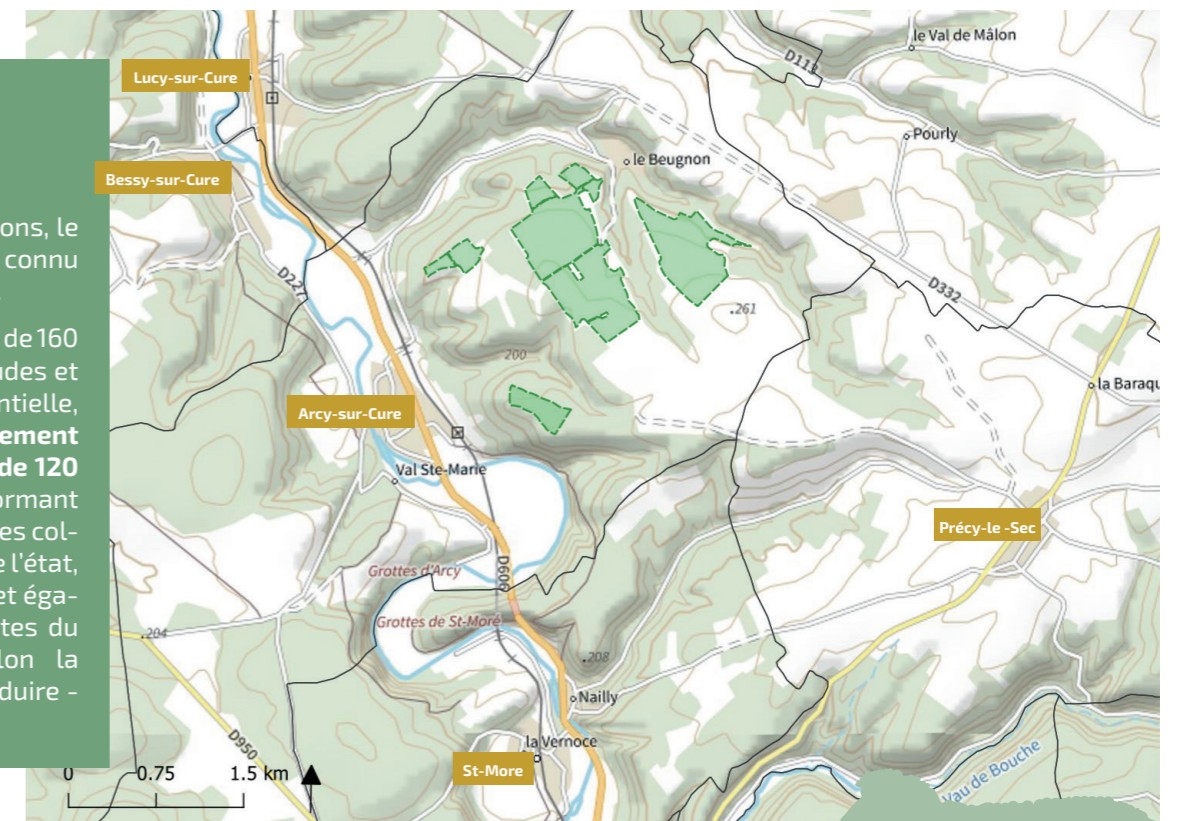 ons, le
connu
de 160
udes et
ntielle,
ement
de 120
ormant
es col-
e l'état,
et éga-
tes du
lon la
duire -
le Val de Mâlon
D113
Lucy-sur-Cure
Pourly
le Beugnon
Bessy-sur-Cure
D227
D332
.261
200
la Baraqu
Arcy-sur-Cure
Val Ste-Marie
Précy-le -Sec
Grottes d'Arcy
D606
Grottes de St-Moré
.204
.208
Nailly
D950
la Vernoce
St-More
Vau de Bouche
0 0.75 1.5 km